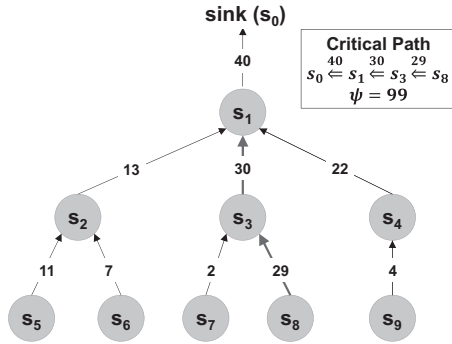 sink (s₀)
Critical Path
40 30 29
s₀ ⇐ s₁ ⇐ s₃ ⇐ s₈
ψ = 99
40
s₁
13 30 22
s₂ s₃ s₄
11 7 2 29 4
s₅ s₆ s₇ s₈ s₉